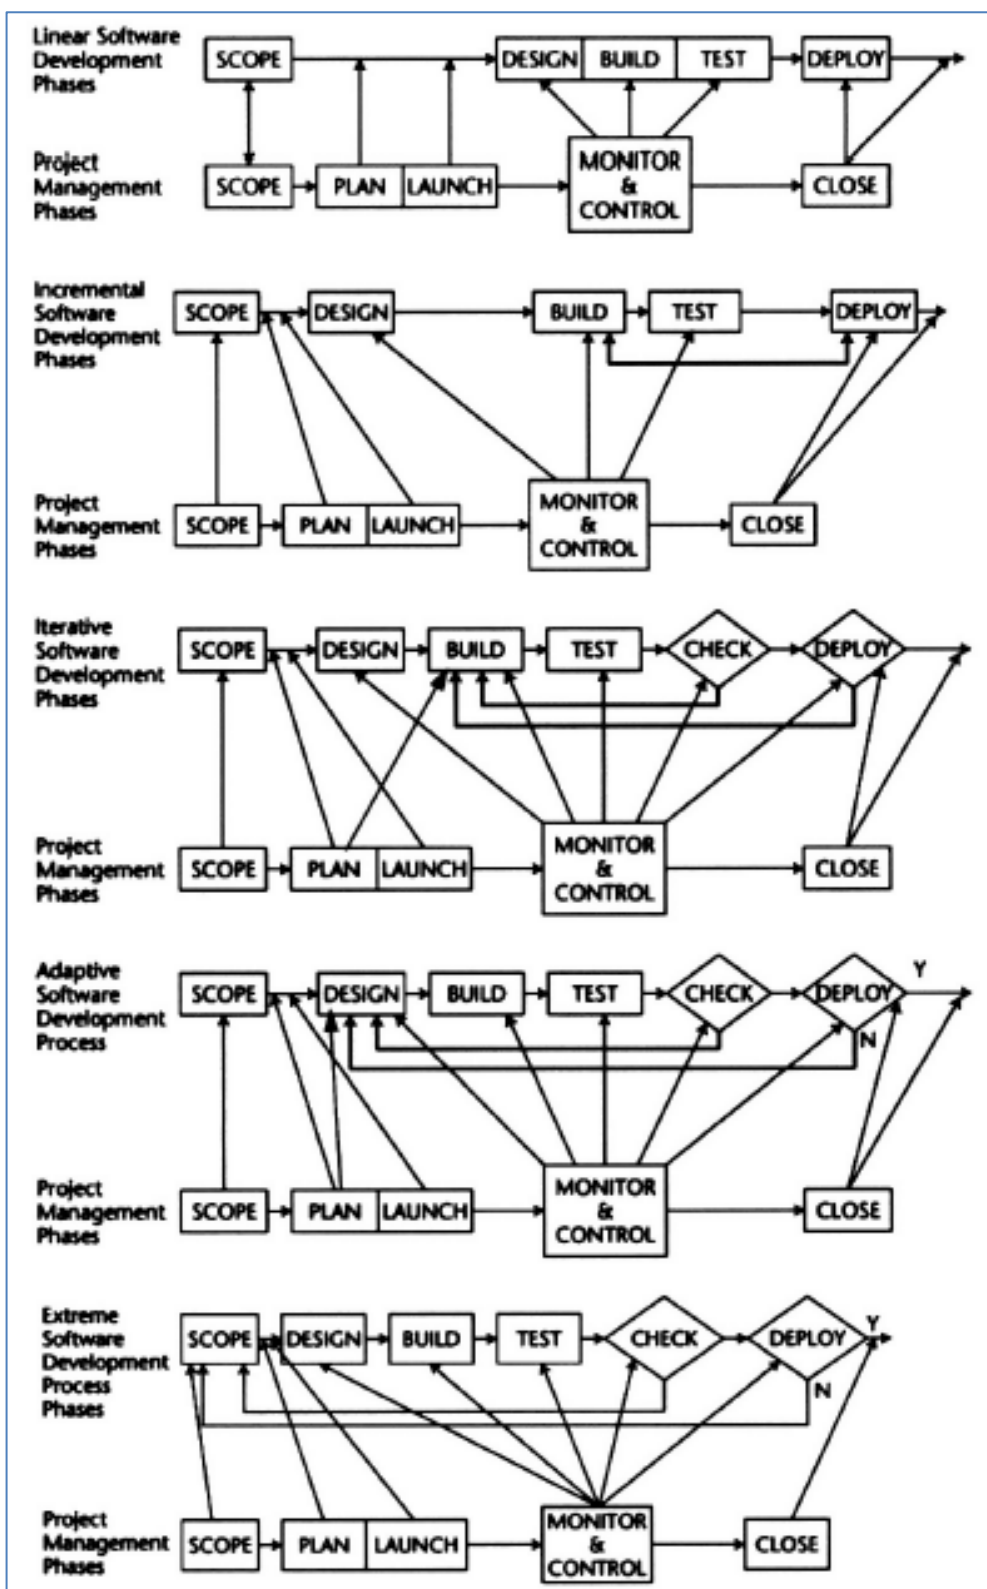 Linear Software
Development
Phases
SCOPE
DESIGN
BUILD
TEST
DEPLOY
Project
Management
Phases
SCOPE
PLAN
LAUNCH
MONITOR
&
CONTROL
CLOSE
Incremental
Software
Development
Phases
SCOPE
DESIGN
BUILD
TEST
DEPLOY
Project
Management
Phases
SCOPE
PLAN
LAUNCH
MONITOR
&
CONTROL
CLOSE
Iterative
Software
Development
Phases
SCOPE
DESIGN
BUILD
TEST
CHECK
DEPLOY
Project
Management
Phases
SCOPE
PLAN
LAUNCH
MONITOR
&
CONTROL
CLOSE
Adaptive
Software
Development
Process
SCOPE
DESIGN
BUILD
TEST
CHECK
DEPLOY
Y
N
Project
Management
Phases
SCOPE
PLAN
LAUNCH
MONITOR
&
CONTROL
CLOSE
Extreme
Software
Development
Process
Phases
SCOPE
DESIGN
BUILD
TEST
CHECK
DEPLOY
Y
N
Project
Management
Phases
SCOPE
PLAN
LAUNCH
MONITOR
&
CONTROL
CLOSE